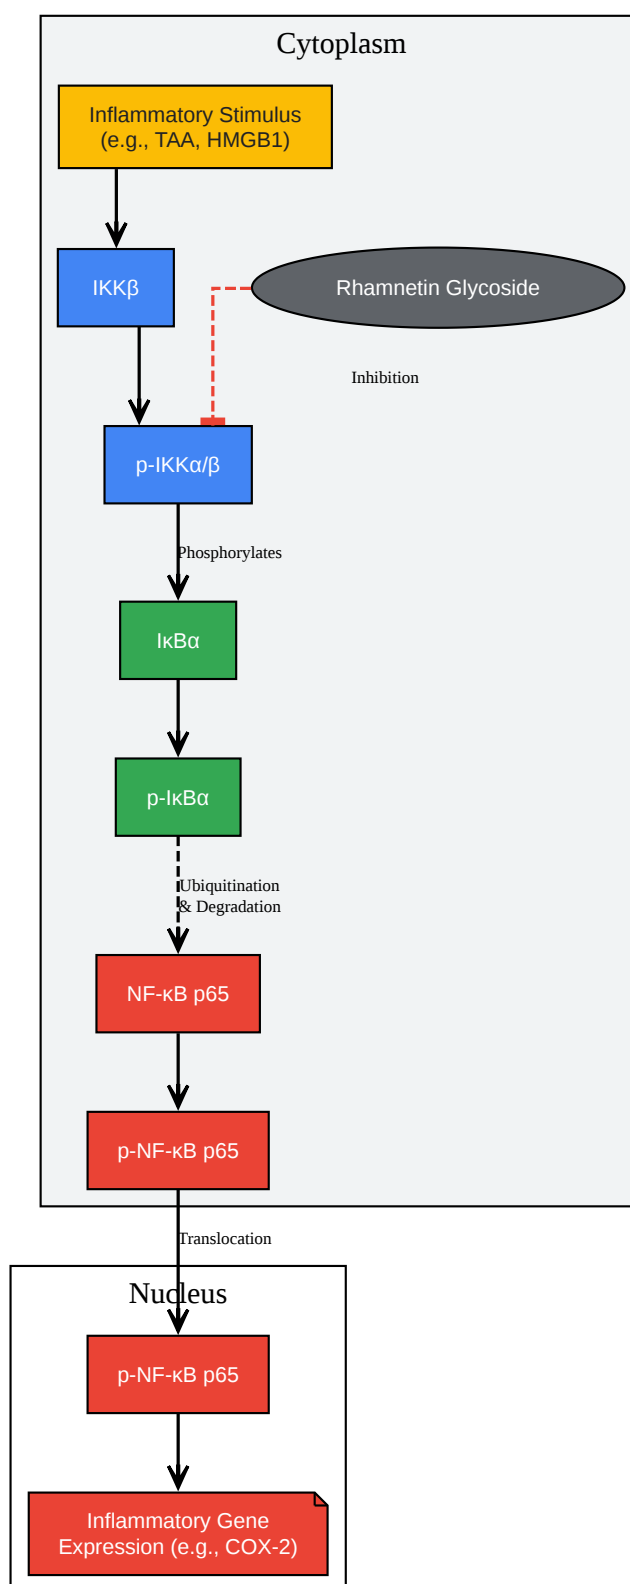 Cytoplasm
Inflammatory Stimulus
(e.g., TAA, HMGB1)
IKKβ
Rhamnetin Glycoside
Inhibition
p-IKKα/β
Phosphorylates
IκBα
p-IκBα
Ubiquitination
& Degradation
NF-κB p65
p-NF-κB p65
Translocation
Nucleus
p-NF-κB p65
Inflammatory Gene
Expression (e.g., COX-2)